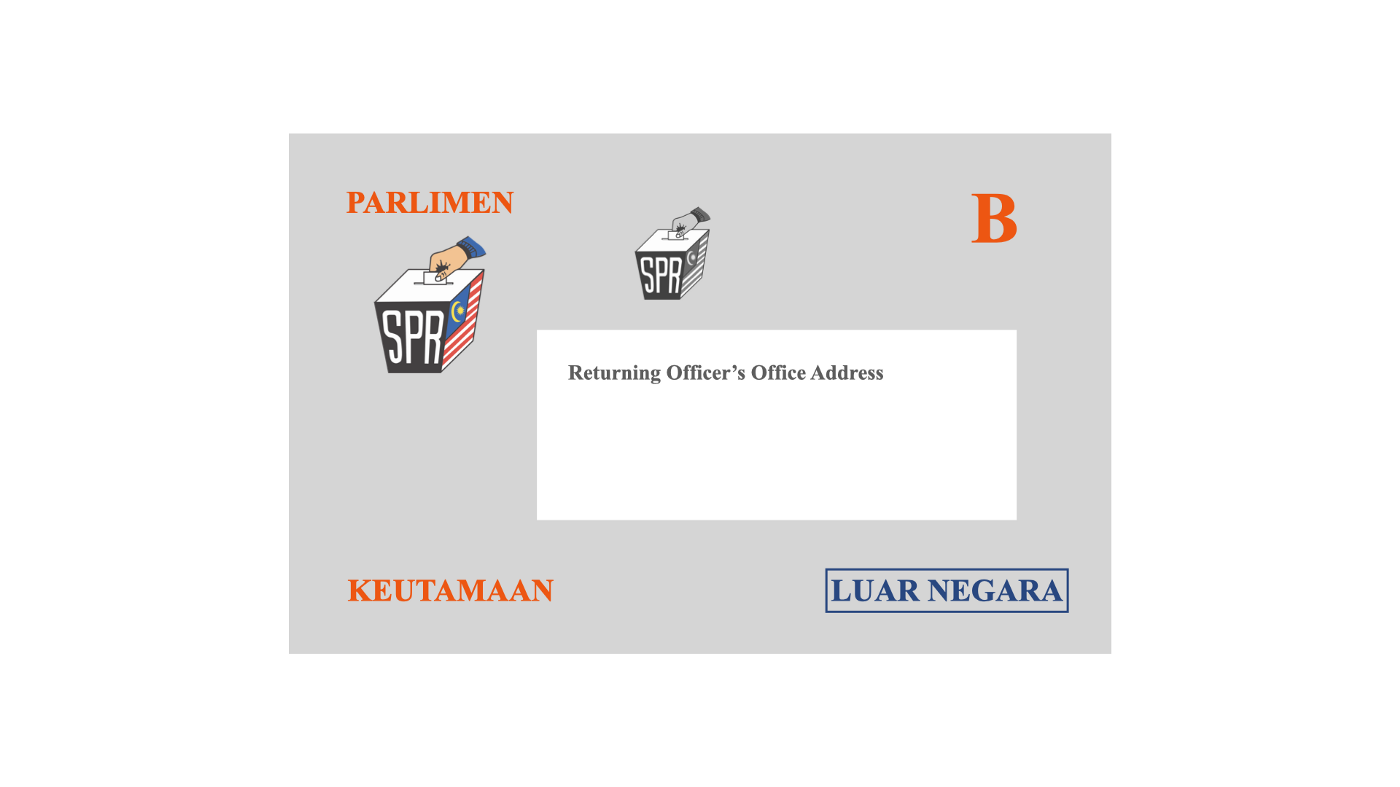 PARLIMEN
B
SPR
SPR
Returning Officer’s Office Address
KEUTAMAAN
LUAR NEGARA